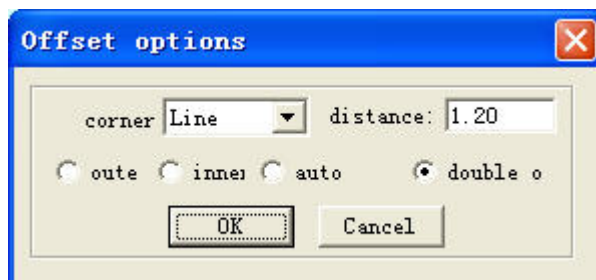 Offset options
corner Line distance: 1.20
oute inner auto double o
OK Cancel